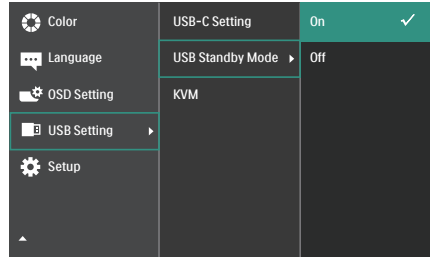 Color
Language
OSD Setting
USB Setting
Setup
USB-C Setting
USB Standby Mode
KVM
On
Off